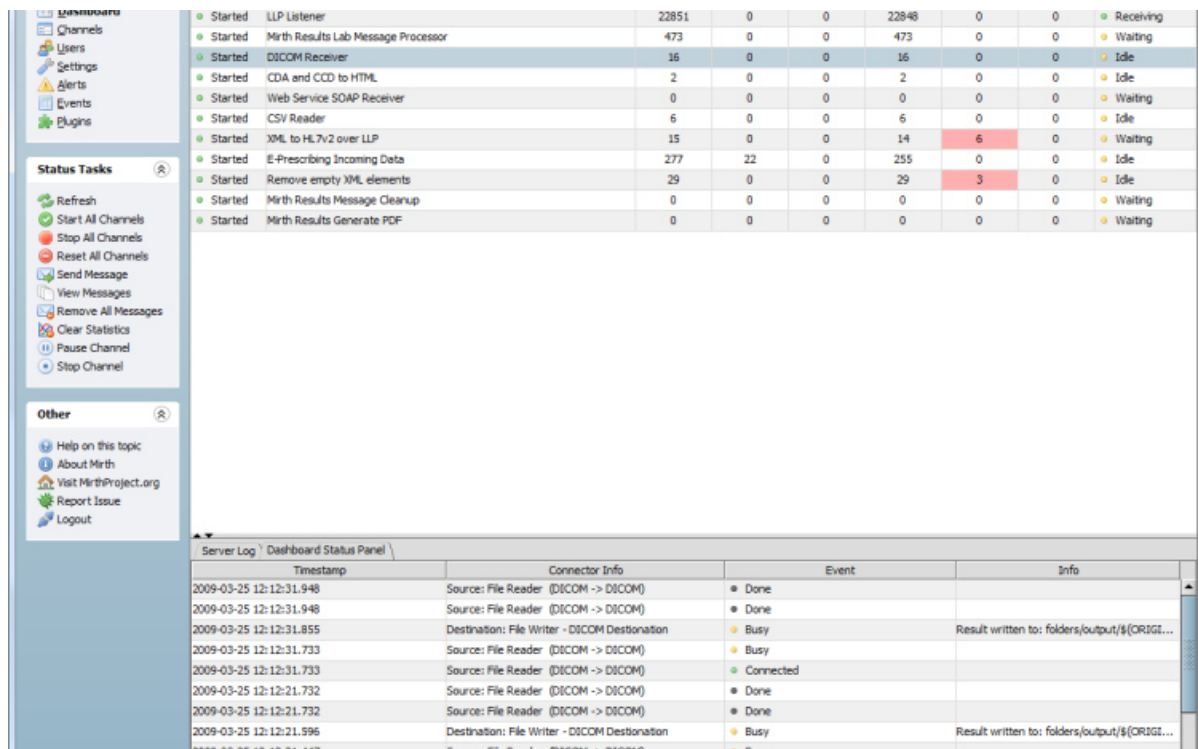 Dashboard
Channels
Users
Settings
Alerts
Events
Plugins
Status Tasks
Refresh
Start All Channels
Stop All Channels
Reset All Channels
Send Message
View Messages
Remove All Messages
Clear Statistics
Pause Channel
Stop Channel
Other
Help on this topic
About Mirth
Visit MirthProject.org
Report Issue
Logout
Started LLP Listener 22851 0 0 22848 0 0 Receiving
Started Mirth Results Lab Message Processor 473 0 0 473 0 0 Waiting
Started DICOM Receiver 16 0 0 16 0 0 Idle
Started CDA and CCD to HTML 2 0 0 2 0 0 Idle
Started Web Service SOAP Receiver 0 0 0 0 0 0 Waiting
Started CSV Reader 6 0 0 6 0 0 Idle
Started XML to HL7v2 over LLP 15 0 0 14 6 0 Waiting
Started E-Prescribing Incoming Data 277 22 0 255 0 0 Idle
Started Remove empty XML elements 29 0 0 29 3 0 Idle
Started Mirth Results Message Cleanup 0 0 0 0 0 0 Waiting
Started Mirth Results Generate PDF 0 0 0 0 0 0 Waiting
Server Log Dashboard Status Panel
Timestamp Connector Info Event Info
2009-03-25 12:12:31.948 Source: File Reader (DICOM -> DICOM) Done
2009-03-25 12:12:31.948 Source: File Reader (DICOM -> DICOM) Done
2009-03-25 12:12:31.855 Destination: File Writer - DICOM Destionation Busy Result written to: folders/output/${ORIGI...
2009-03-25 12:12:31.733 Source: File Reader (DICOM -> DICOM) Busy
2009-03-25 12:12:31.733 Source: File Reader (DICOM -> DICOM) Connected
2009-03-25 12:12:21.732 Source: File Reader (DICOM -> DICOM) Done
2009-03-25 12:12:21.732 Source: File Reader (DICOM -> DICOM) Done
2009-03-25 12:12:21.596 Destination: File Writer - DICOM Destionation Busy Result written to: folders/output/${ORIGI...